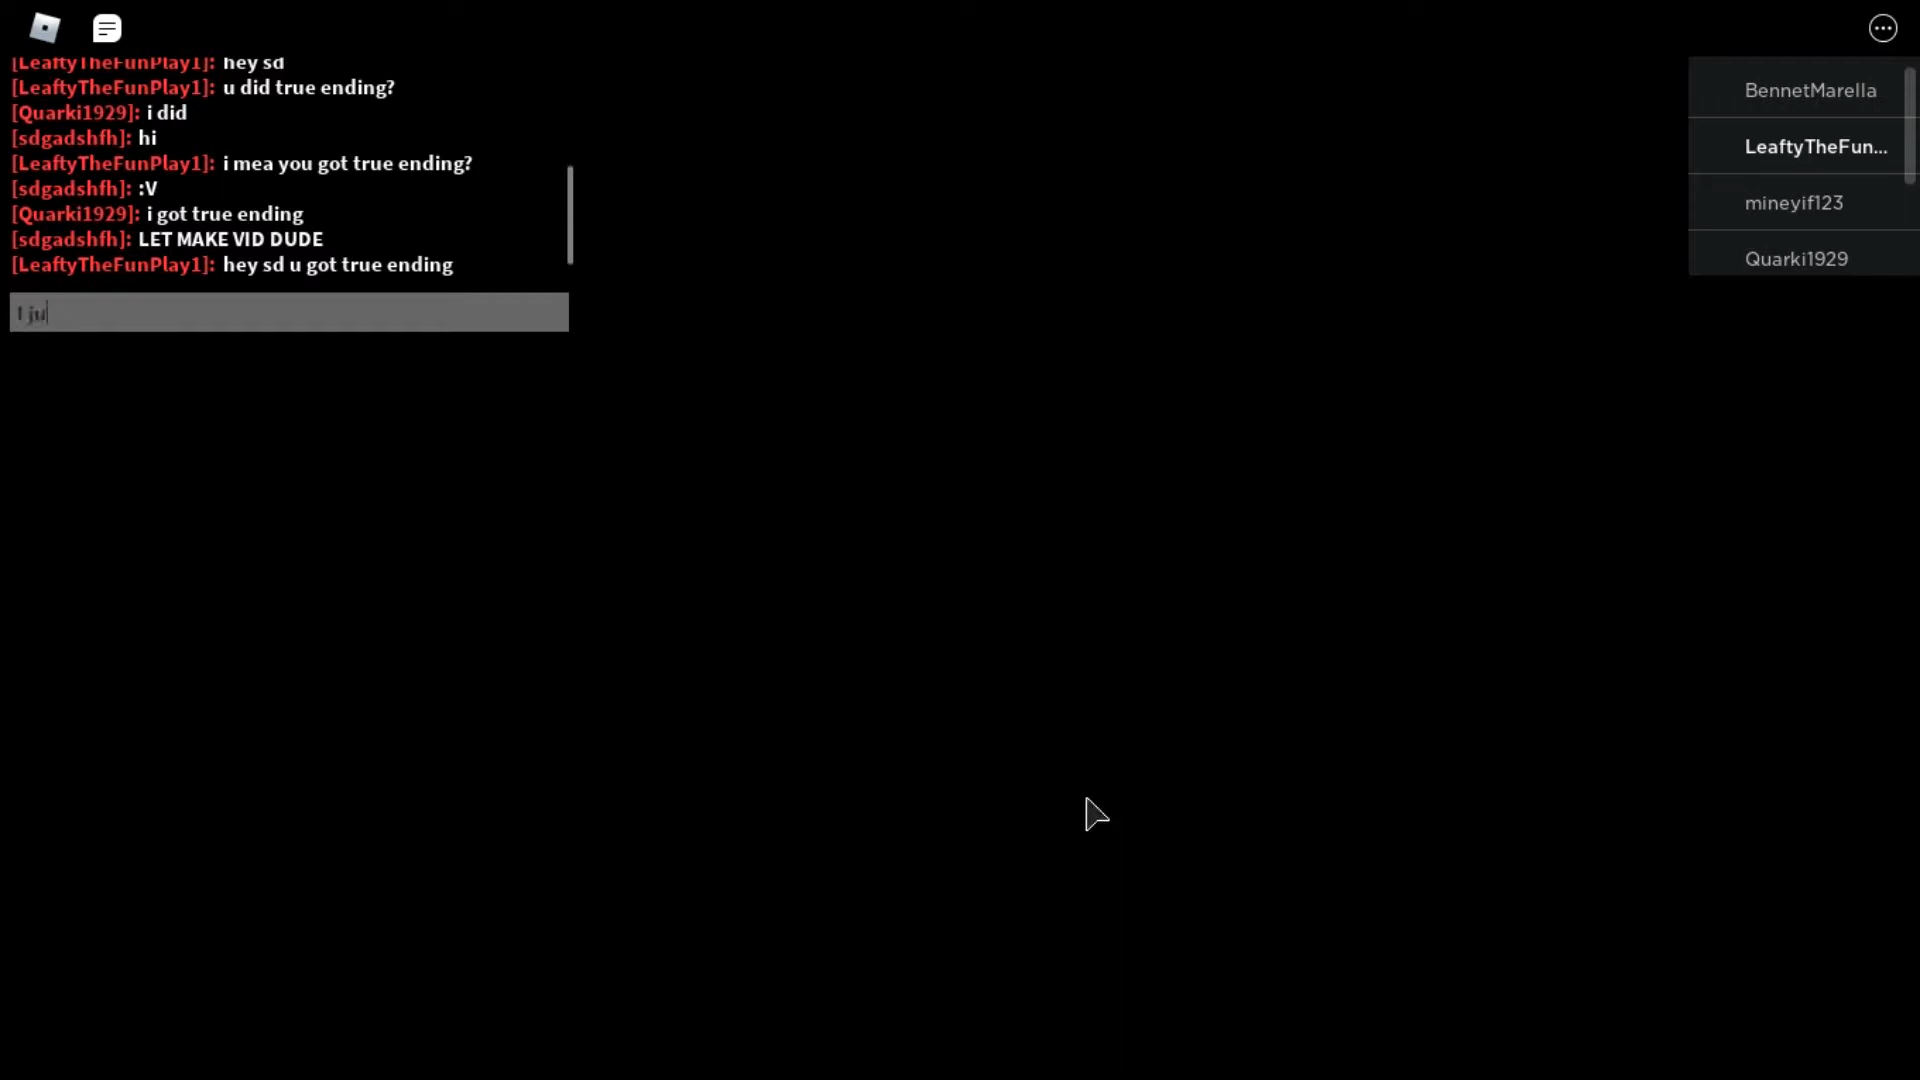 [LeaftyTheFunPlay1]: hey sd
[LeaftyTheFunPlay1]: u did true ending?
[Quarki1929]: i did
[sdgadshfh]: hi
[LeaftyTheFunPlay1]: i mea you got true ending?
[sdgadshfh]: :V
[Quarki1929]: i got true ending
[sdgadshfh]: LET MAKE VID DUDE
[LeaftyTheFunPlay1]: hey sd u got true ending
I ju
BennetMarella
LeaftyTheFun...
mineyif123
Quarki1929